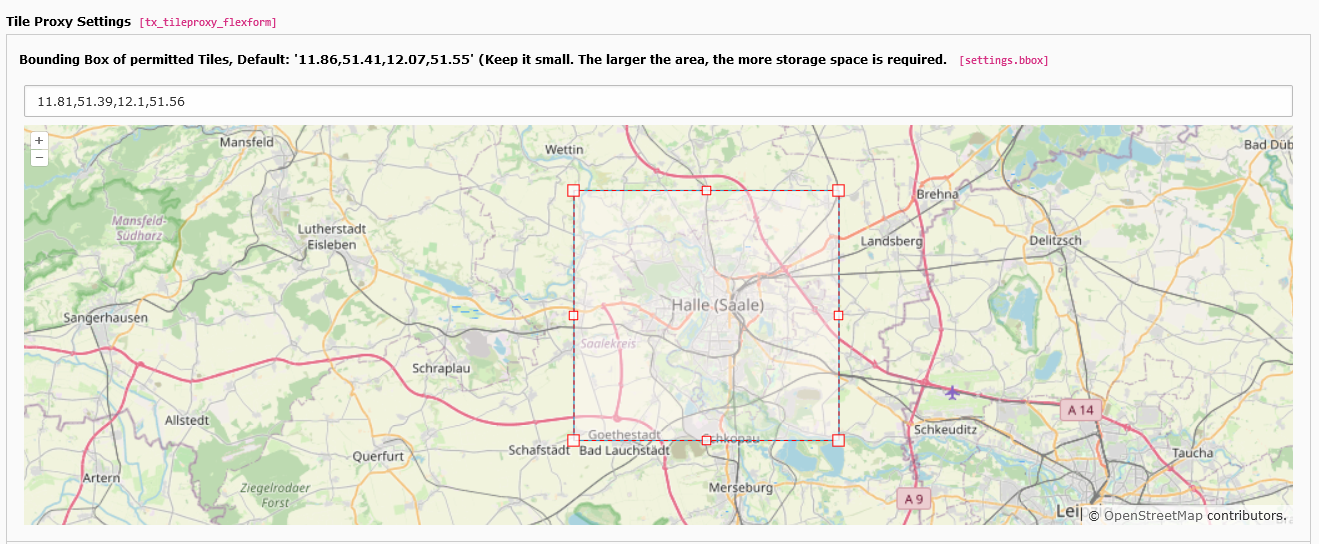 Tile Proxy Settings [tx_tileproxy_flexform]
Bounding Box of permitted Tiles, Default: '11.86,51.41,12.07,51.55' (Keep it small. The larger the area, the more storage space is required. [settings.bbox]
11.81,51.39,12.1,51.56
+
−
Mansfeld
Wettin
Bad Düb
Brehna
Mansfeld-
Südharz
Lutherstadt
Eisleben
Landsberg
Delitzsch
Halle (Saale)
Sangerhausen
Saalekreis
Schraplau
A 14
Allstedt
Schkeuditz
Goethestadt
Bad Lauchstädt
Schafstädt
Querfurt
Taucha
Artern
Ziegelrodaer
Forst
Merseburg
A 9
| © OpenStreetMap contributors.